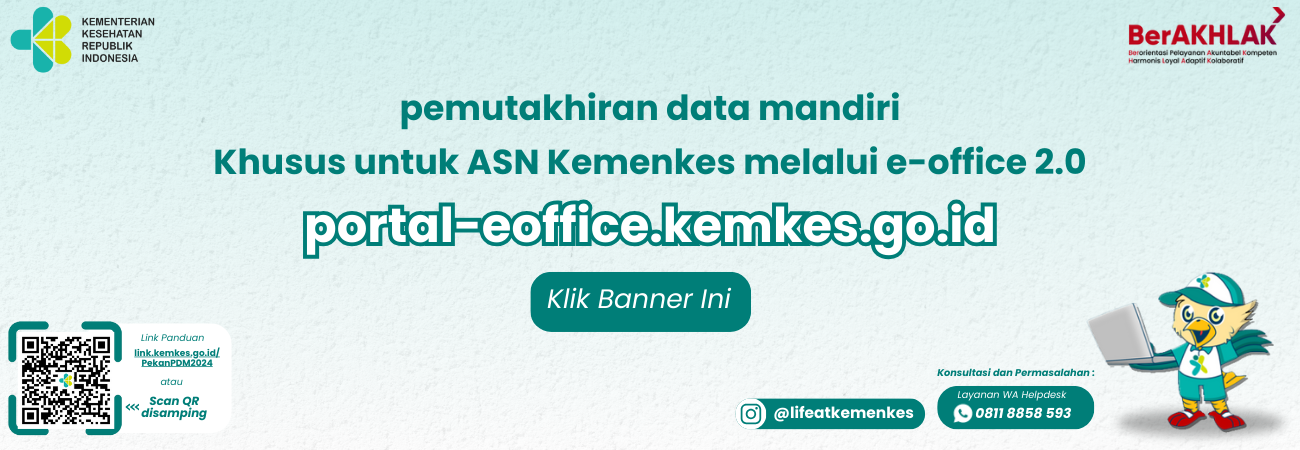 KEMENTERIAN
KESEHATAN
REPUBLIK
INDONESIA
BerAKHLAK
Berorientasi Pelayanan Akuntabel Kompeten
Harmonis Loyal Adaptif Kolaboratif
pemutakhiran data mandiri
Khusus untuk ASN Kemenkes melalui e-office 2.0
portal-eoffice.kemkes.go.id
Klik Banner Ini
Link Panduan
link.kemkes.go.id/
PekanPDM2024
atau
Scan QR
disamping
@lifeatkemenkes
Konsultasi dan Permasalahan :
Layanan WA Helpdesk
0811 8858 593